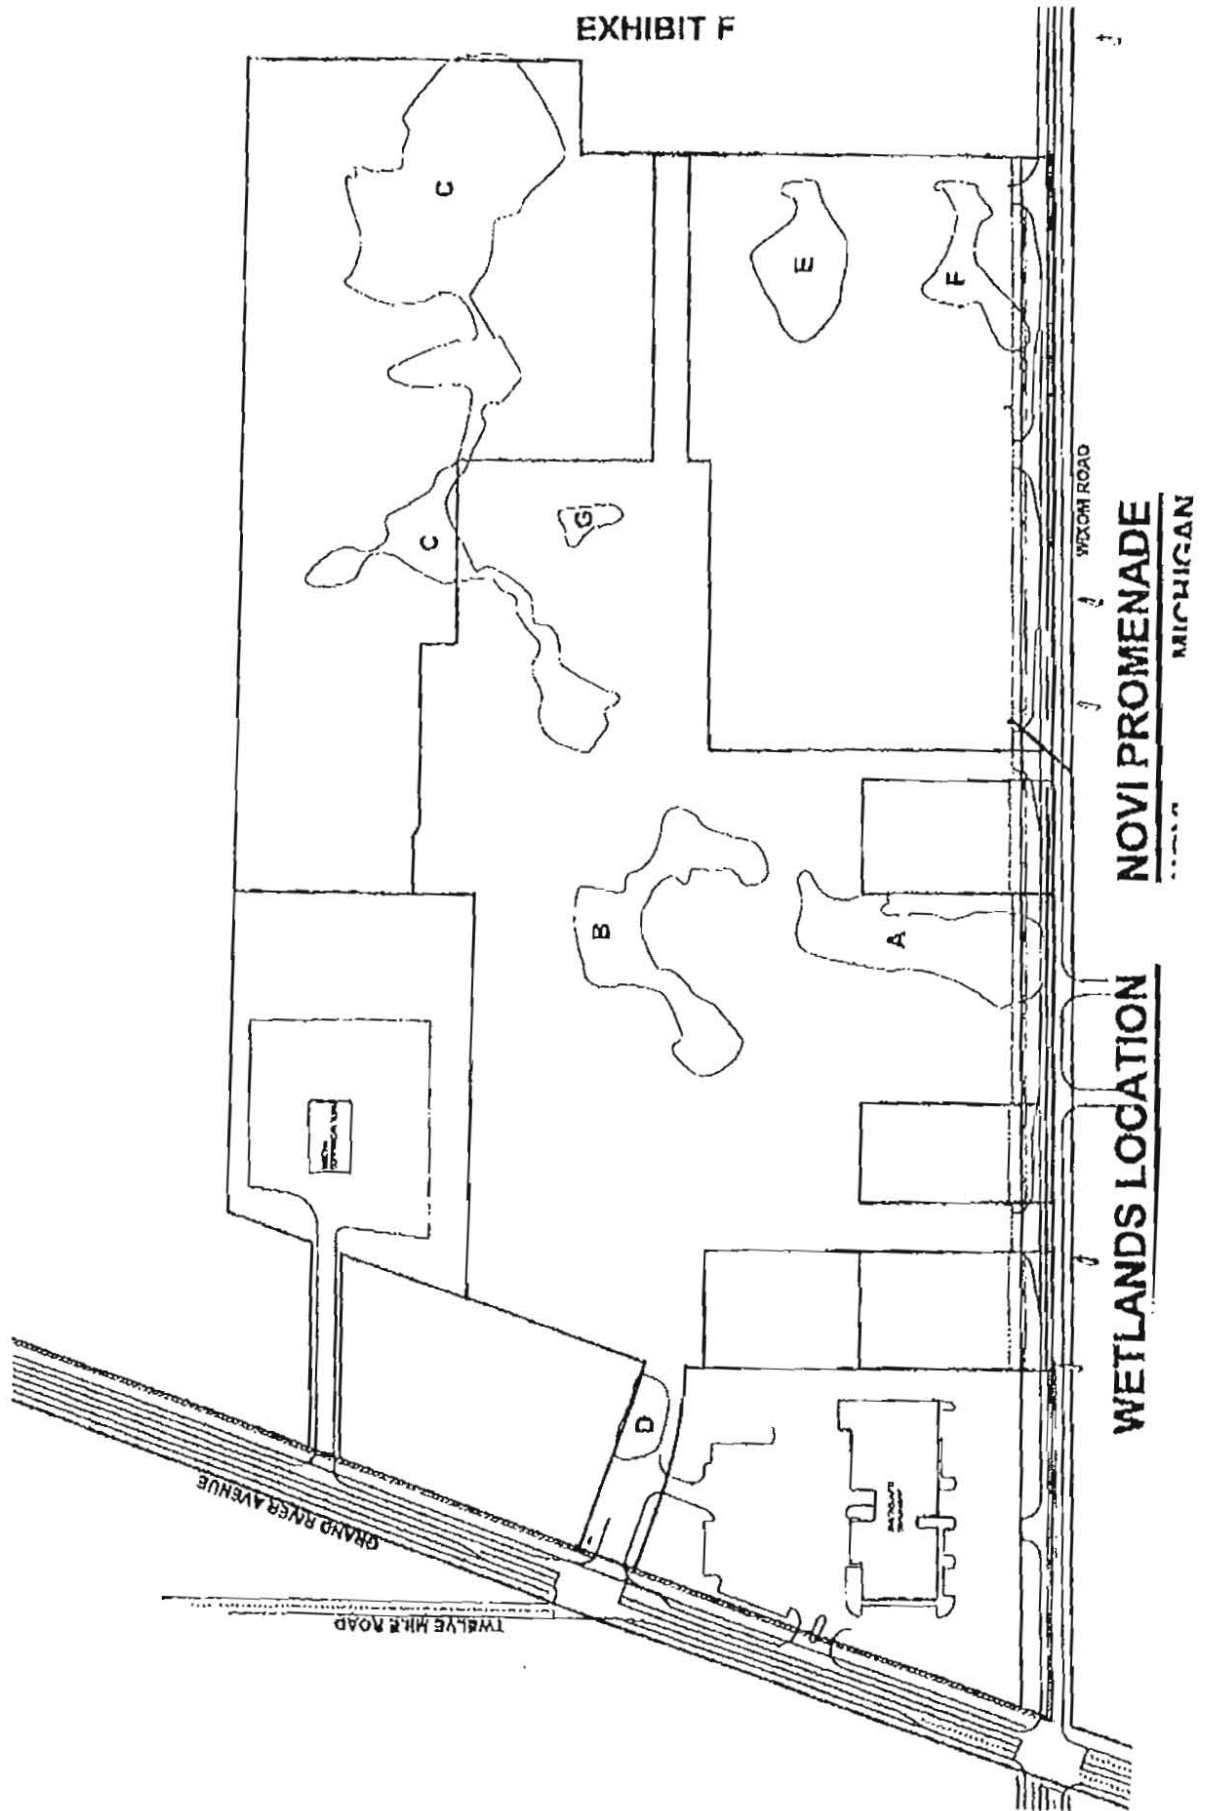 EXHIBIT F
C
E
F
C
G
B
A
D
GRAND RIVER AVENUE
TWELVE MILE ROAD
WIXOM ROAD
WETLANDS LOCATION
NOVI PROMENADE
MICHIGAN